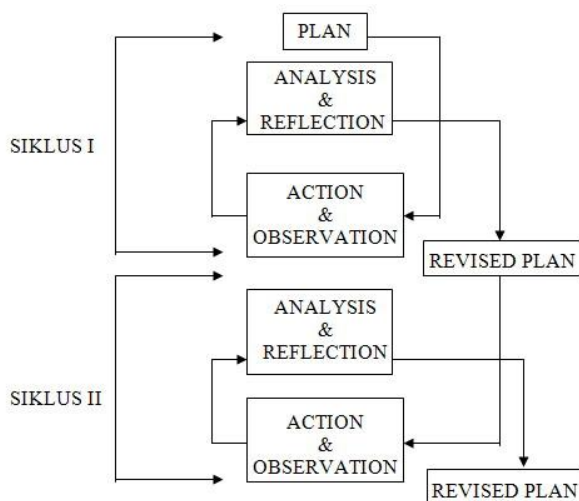 PLAN
ANALYSIS
&
REFLECTION
SIKLUS I
ACTION
&
OBSERVATION
REVISED PLAN
ANALYSIS
&
REFLECTION
SIKLUS II
ACTION
&
OBSERVATION
REVISED PLAN